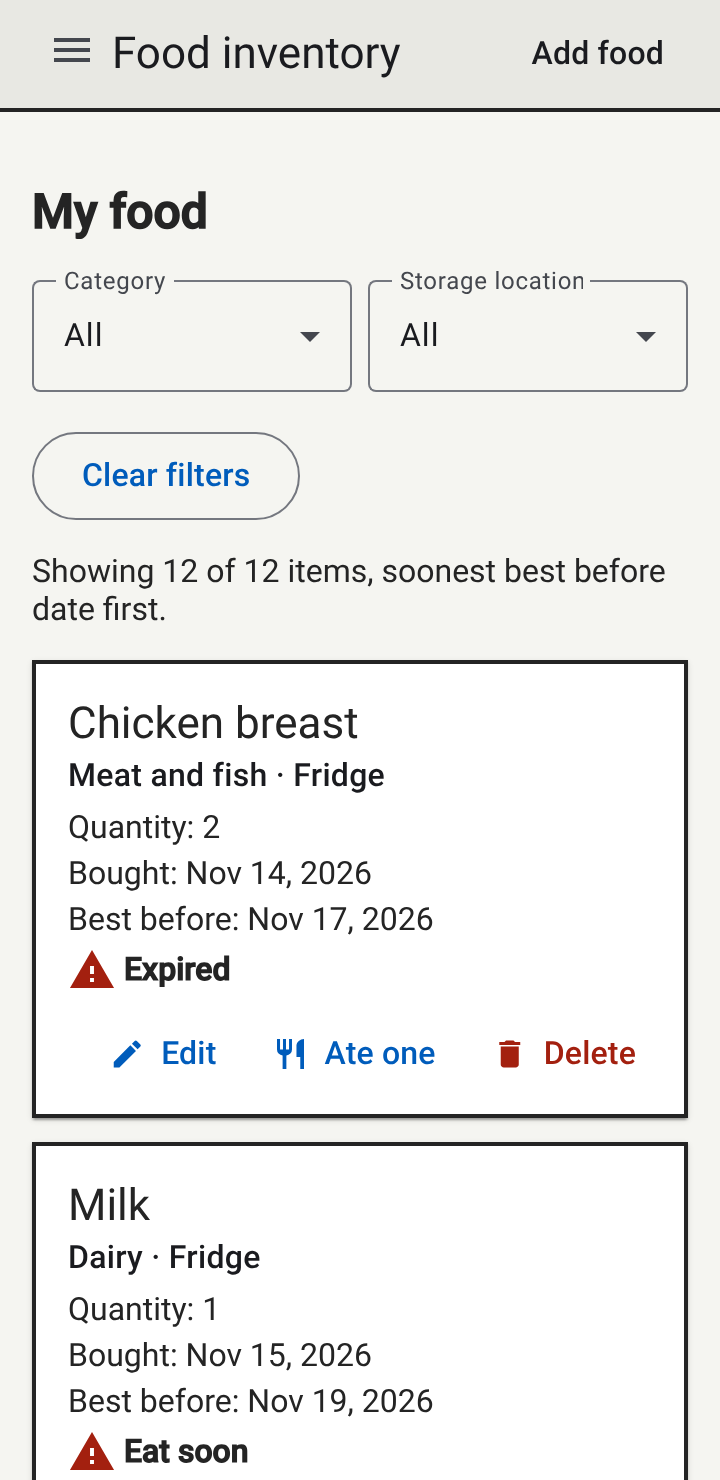 Food inventory
Add food
My food
Category
Storage location
All
All
Clear filters
Showing 12 of 12 items, soonest best before
date first.
Chicken breast
Meat and fish · Fridge
Quantity: 2
Bought: Nov 14, 2026
Best before: Nov 17, 2026
Expired
Edit
Ate one
Delete
Milk
Dairy · Fridge
Quantity: 1
Bought: Nov 15, 2026
Best before: Nov 19, 2026
Eat soon